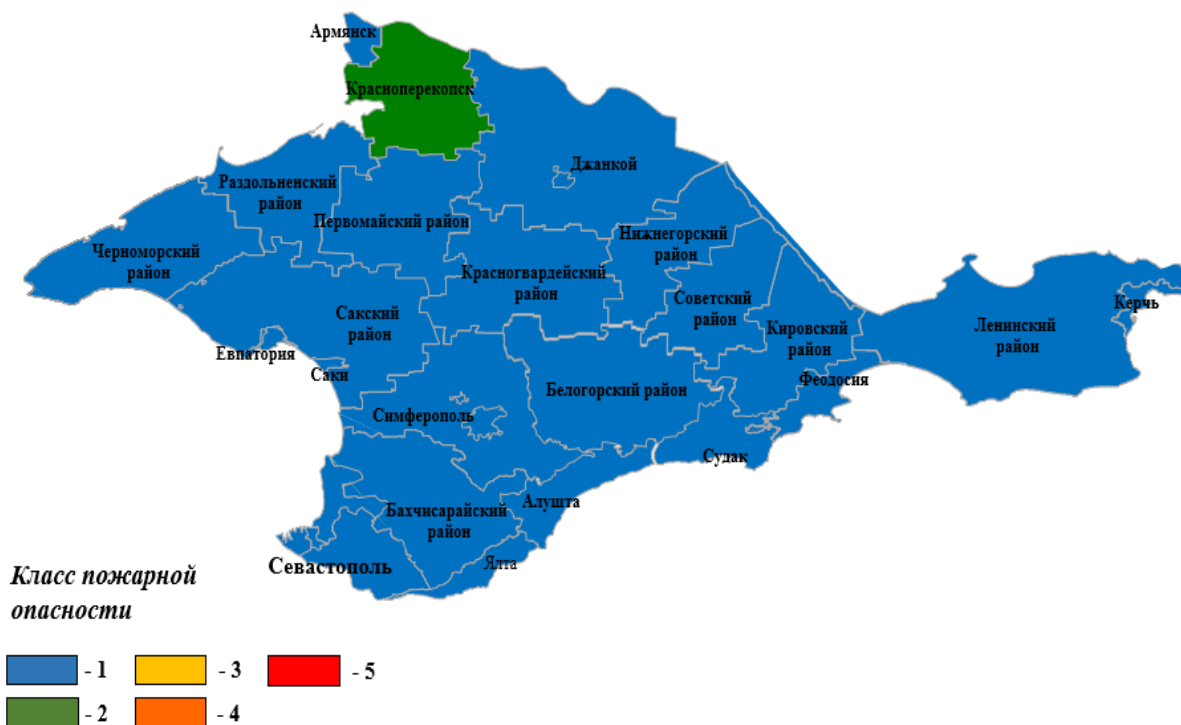 Армянск
Красноперекопск
Джанкой
Раздольненский
район
Первомайский район
Нижнегорский
район
Черноморский
район
Красногвардейский
район
Советский
район
Сакский
район
Кировский
район
Ленинский
район
Керчь
Евпатория
Саки
Белогорский район
Феодосия
Симферополь
Судак
Алушта
Бахчисарайский
район
Ялта
Севастополь
Класс пожарной
опасности
- 1
- 3
- 5
- 2
- 4